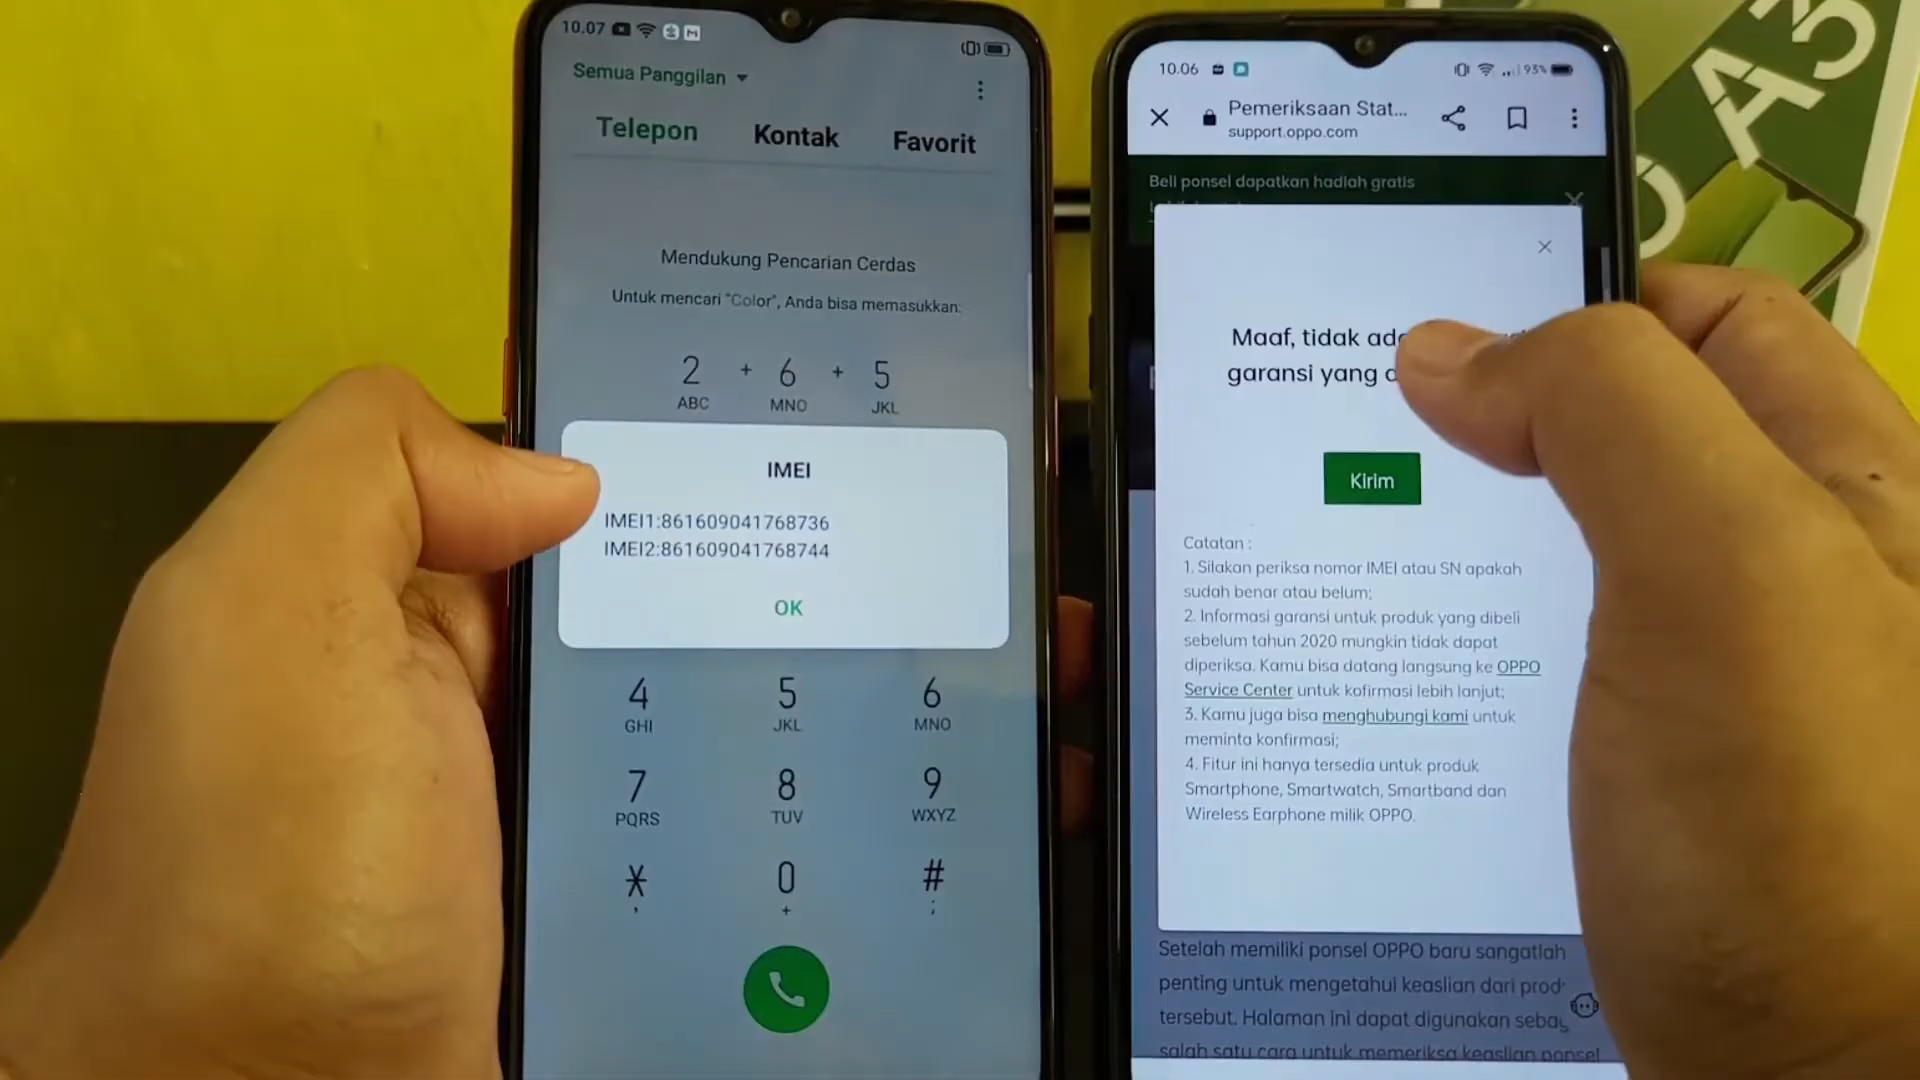 10.07
Semua Panggilan
Telepon Kontak Favorit
Mendukung Pencarian Cerdas
Untuk mencari "Color", Anda bisa memasukkan:
2 + 6 + 5
ABC MNO JKL
IMEI
IMEI1:861609041768736
IMEI2:861609041768744
OK
4 5 6
GHI JKL MNO
7 8 9
PQRS TUV WXYZ
* 0 #
, + ;
10.06
93%
Pemeriksaan Stat...
support.oppo.com
Beli ponsel dapatkan hadiah gratis
Maaf, tidak
garansi yang
Kirim
Catatan :
1. Silakan periksa nomor IMEI atau SN apakah
sudah benar atau belum;
2. Informasi garansi untuk produk yang dibeli
sebelum tahun 2020 mungkin tidak dapat
diperiksa. Kamu bisa datang langsung ke OPPO
Service Center untuk kofirmasi lebih lanjut;
3. Kamu juga bisa menghubungi kami untuk
meminta konfirmasi;
4. Fitur ini hanya tersedia untuk produk
Smartphone, Smartwatch, Smartband dan
Wireless Earphone milik OPPO.
Setelah memiliki ponsel OPPO baru sangatlah
penting untuk mengetahui keaslian dari
tersebut. Halaman ini dapat digunakan
salah satu cara untuk memeriksa keaslian ponsel
A3